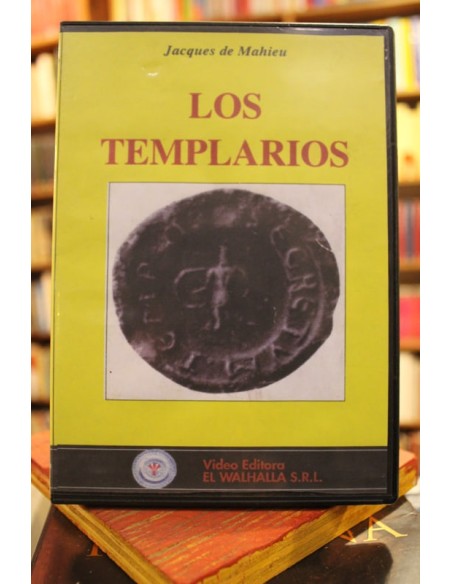 Jacques de Mahieu
LOS
TEMPLARIOS
Video Editora
EL WALHALLA S.R.L.